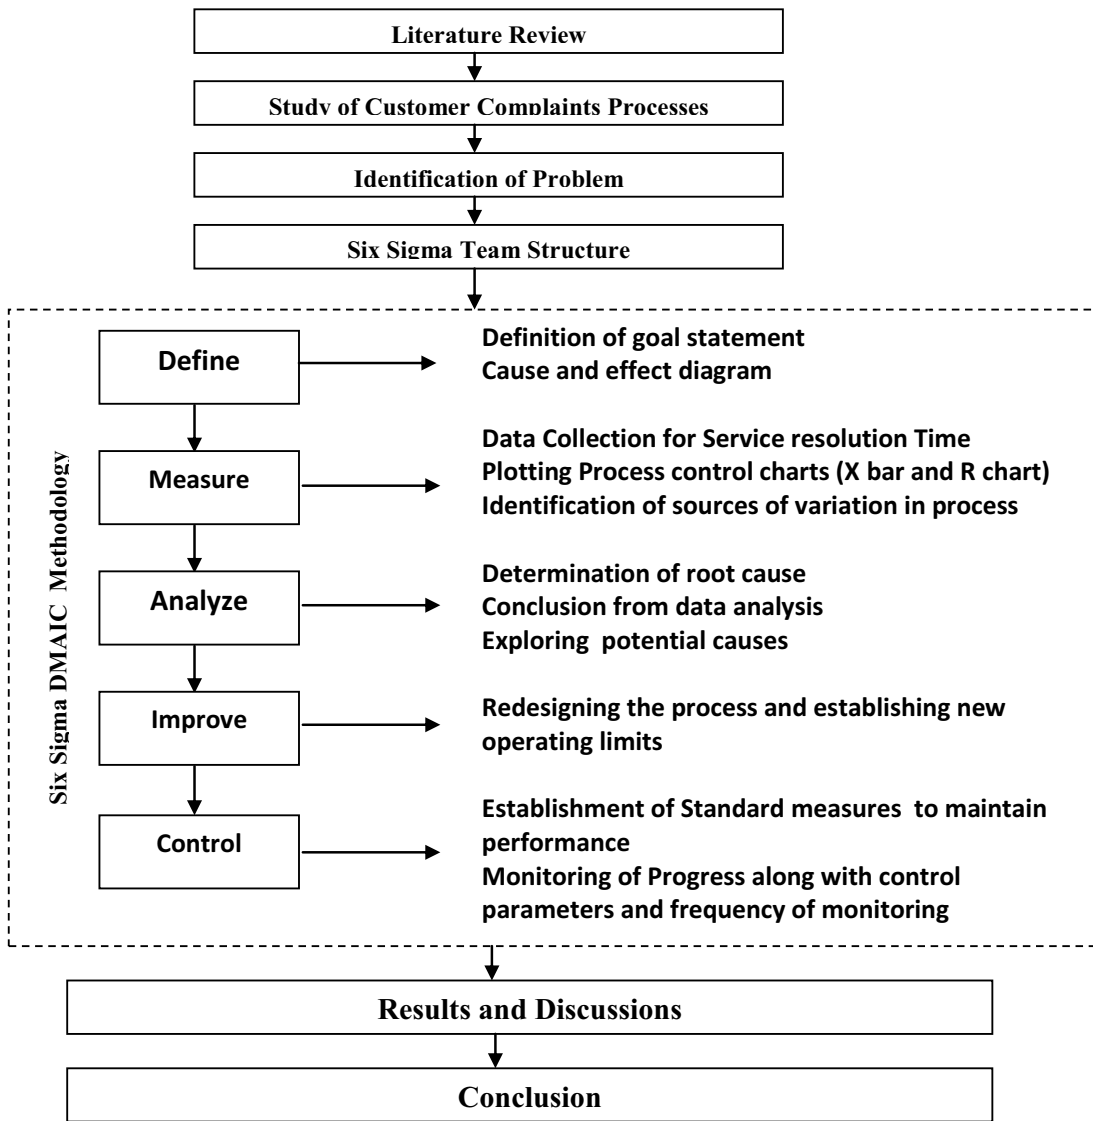 Literature Review
Study of Customer Complaints Processes
Identification of Problem
Six Sigma Team Structure
Six Sigma DMAIC Methodology
Define
Definition of goal statement
Cause and effect diagram
Measure
Data Collection for Service resolution Time
Plotting Process control charts (X bar and R chart)
Identification of sources of variation in process
Analyze
Determination of root cause
Conclusion from data analysis
Exploring potential causes
Improve
Redesigning the process and establishing new
operating limits
Control
Establishment of Standard measures to maintain
performance
Monitoring of Progress along with control
parameters and frequency of monitoring
Results and Discussions
Conclusion